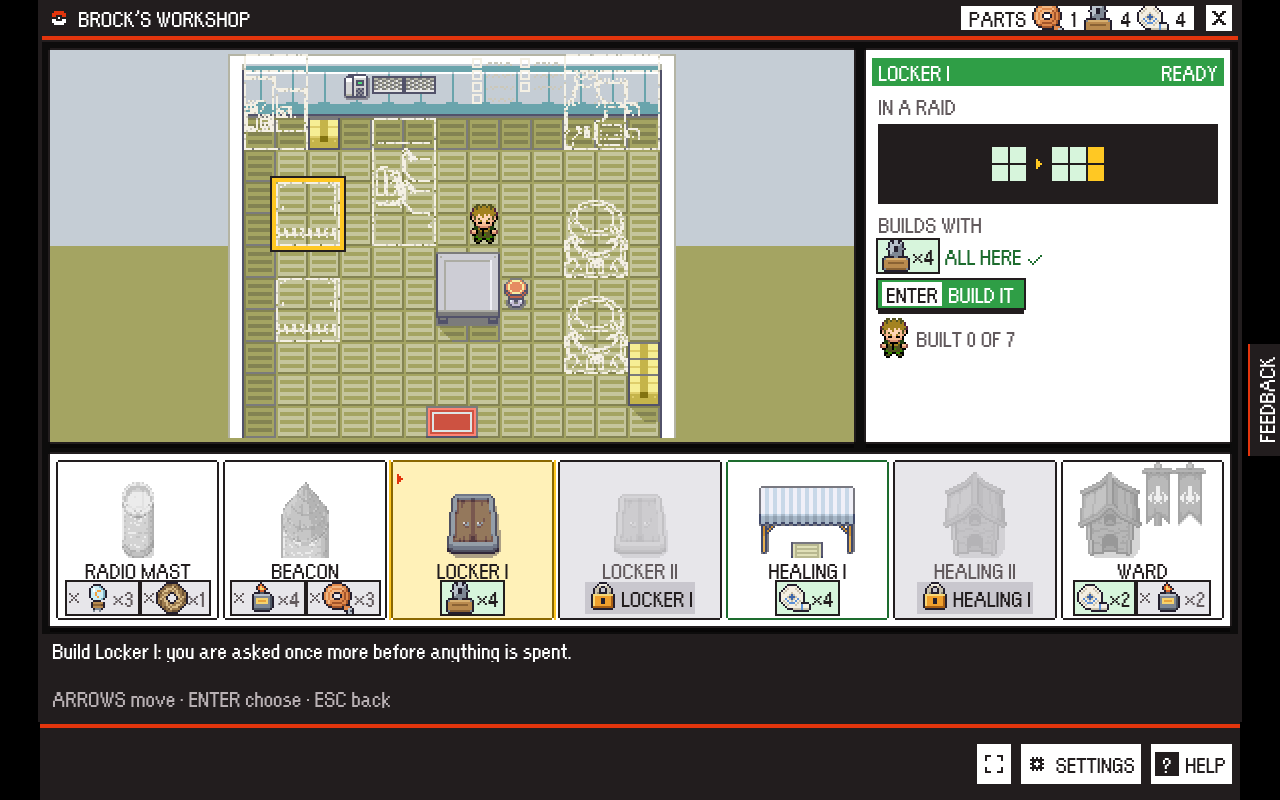 BROCK'S WORKSHOP
PARTS 1 4 4 X
LOCKER I READY
IN A RAID
BUILDS WITH
×4 ALL HERE ✓
ENTER BUILD IT
BUILT 0 OF 7
FEEDBACK
RADIO MAST
× ×3 × ×1
BEACON
× ×4 × ×3
LOCKER I
×4
LOCKER II
LOCKER I
HEALING I
×4
HEALING II
HEALING I
WARD
×2 × ×2
Build Locker I: you are asked once more before anything is spent.
ARROWS move · ENTER choose · ESC back
SETTINGS
? HELP